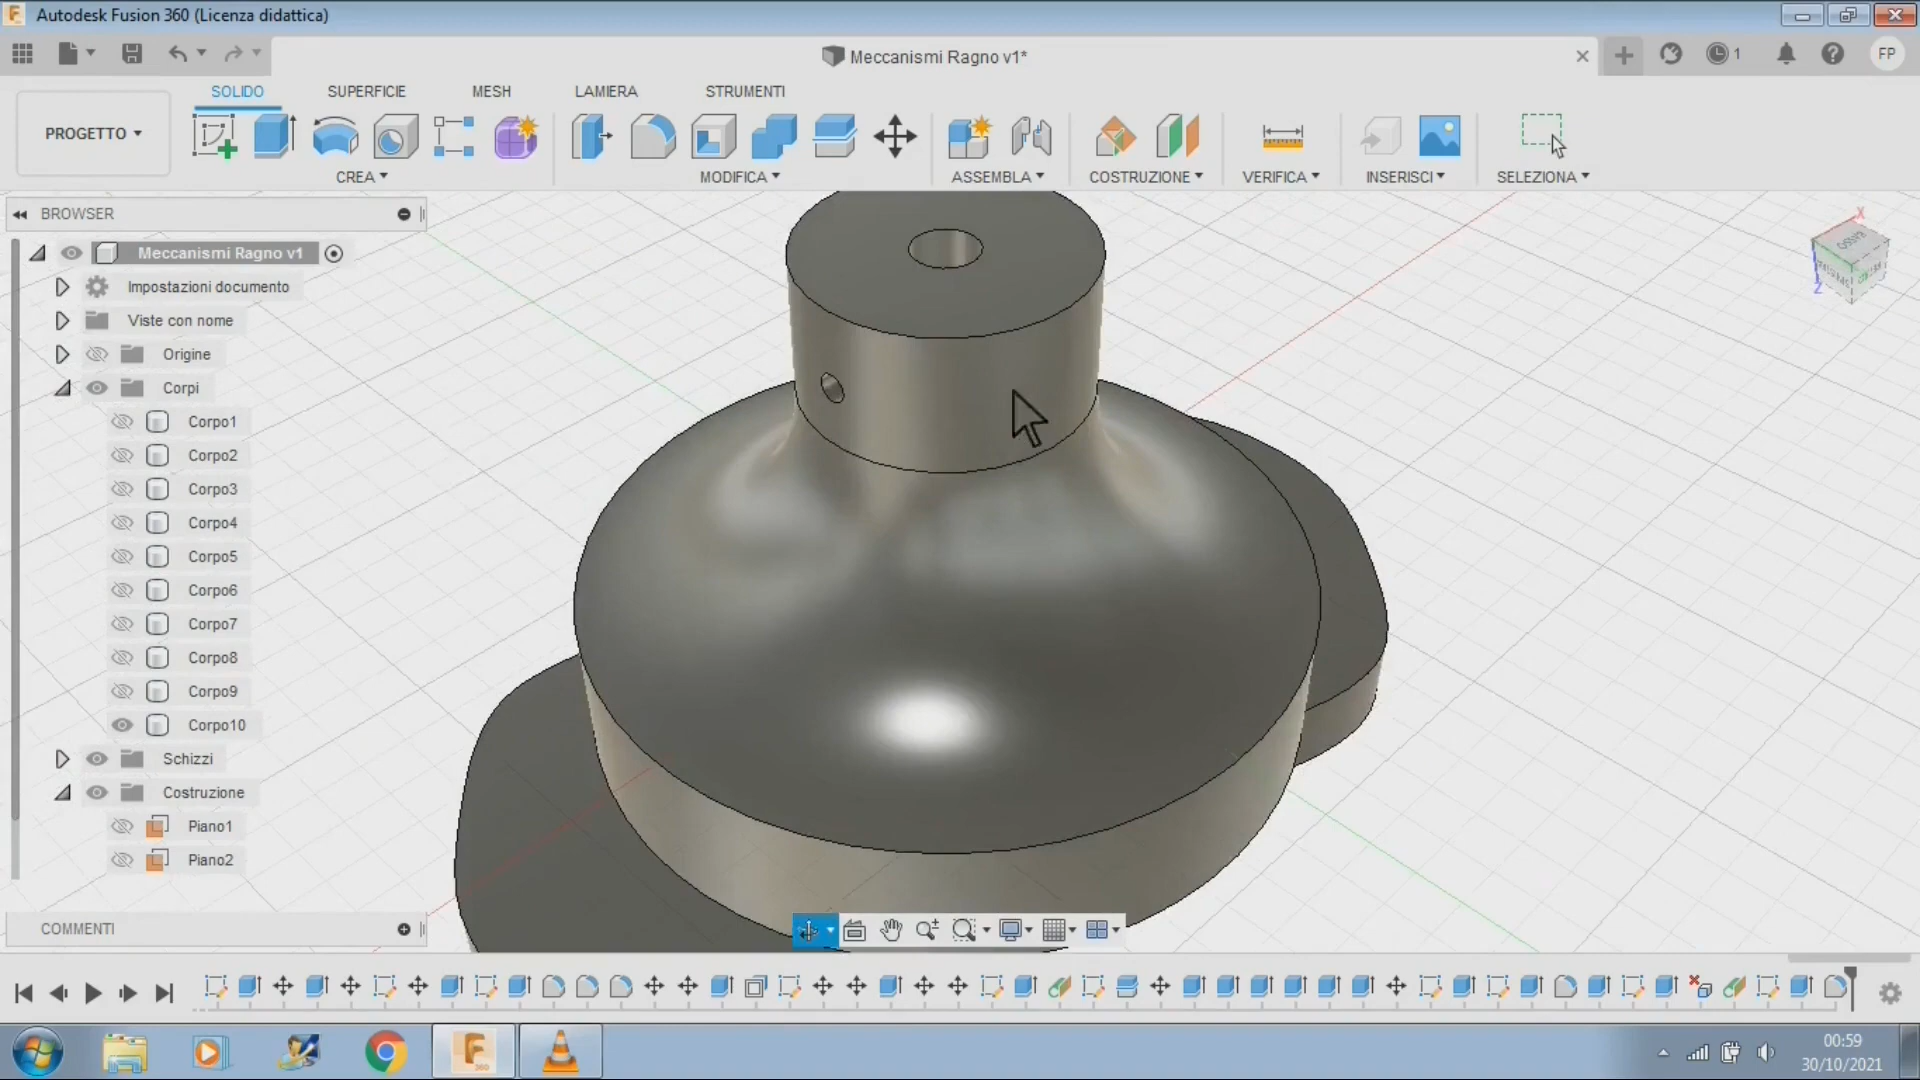 Autodesk Fusion 360 (Licenza didattica)
Meccanismi Ragno v1*
1
FP
PROGETTO
SOLIDO
SUPERFICIE
MESH
LAMIERA
STRUMENTI
CREA
MODIFICA
ASSEMBLA
COSTRUZIONE
VERIFICA
INSERISCI
SELEZIONA
BROWSER
Meccanismi Ragno v1
Impostazioni documento
Viste con nome
Origine
Corpi
Corpo1
Corpo2
Corpo3
Corpo4
Corpo5
Corpo6
Corpo7
Corpo8
Corpo9
Corpo10
Schizzi
Costruzione
Piano1
Piano2
X
Z
COMMENTI
F
360
00:59
30/10/2021